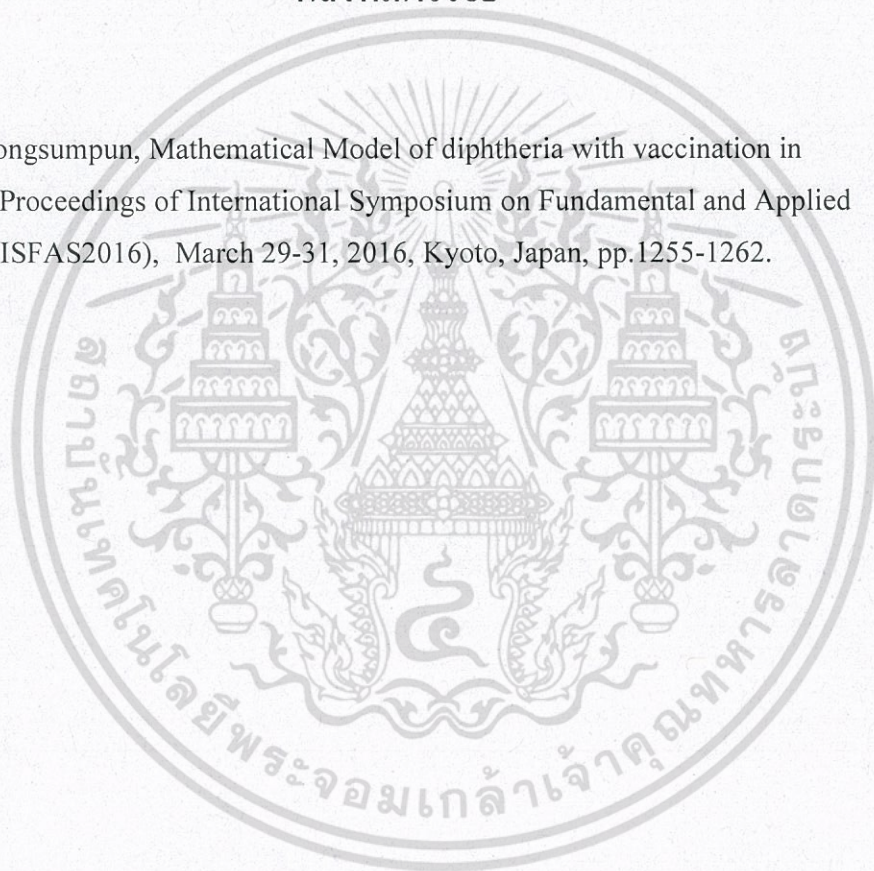 ongsumpun, Mathematical Model of diphtheria with vaccination in
Proceedings of International Symposium on Fundamental and Applied
ISFAS2016), March 29-31, 2016, Kyoto, Japan, pp.1255-1262.
สถาบันเทคโนโลยีพระจอมเกล้าเจ้าคุณทหารลาดกระบัง